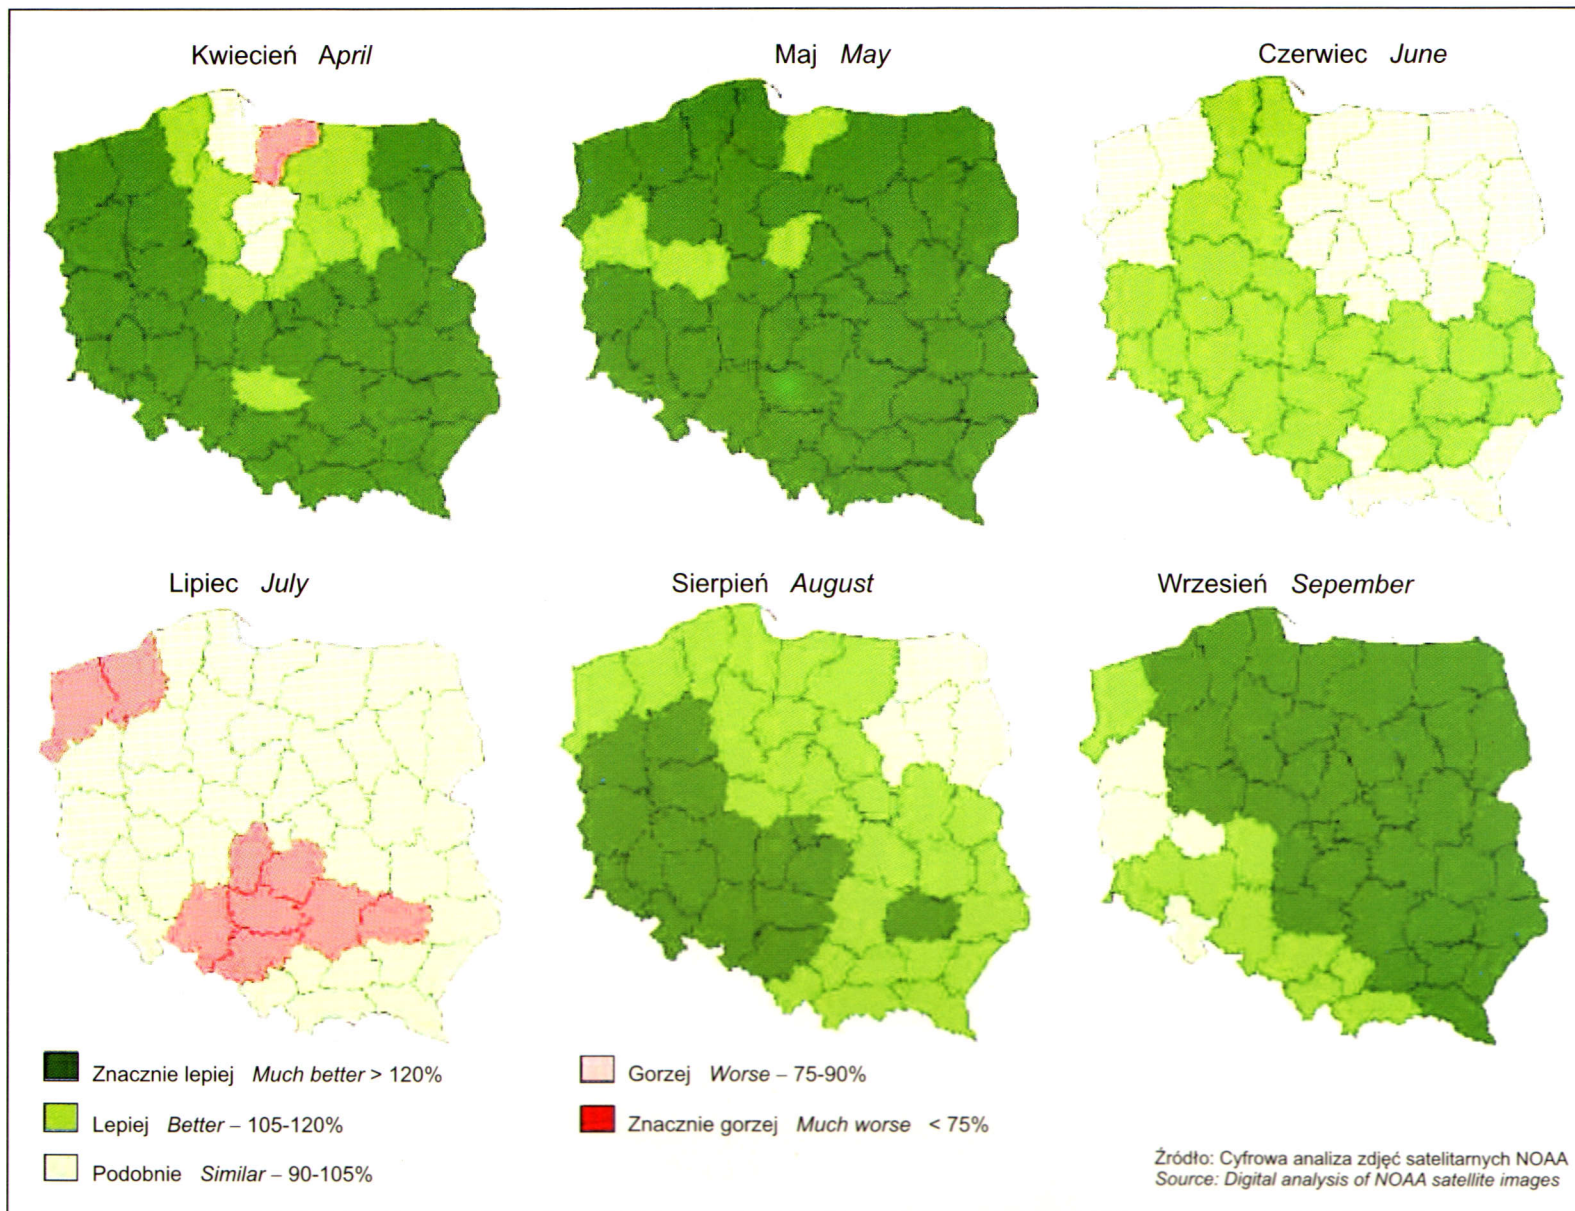 Kwiecień April
Maj May
Czerwiec June
Lipiec July
Sierpień August
Wrzesień Sepember
Znacznie lepiej Much better > 120%
Lepiej Better – 105-120%
Podobnie Similar – 90-105%
Gorzej Worse – 75-90%
Znacznie gorzej Much worse < 75%
Źródło: Cyfrowa analiza zdjęć satelitarnych NOAA
Source: Digital analysis of NOAA satellite images